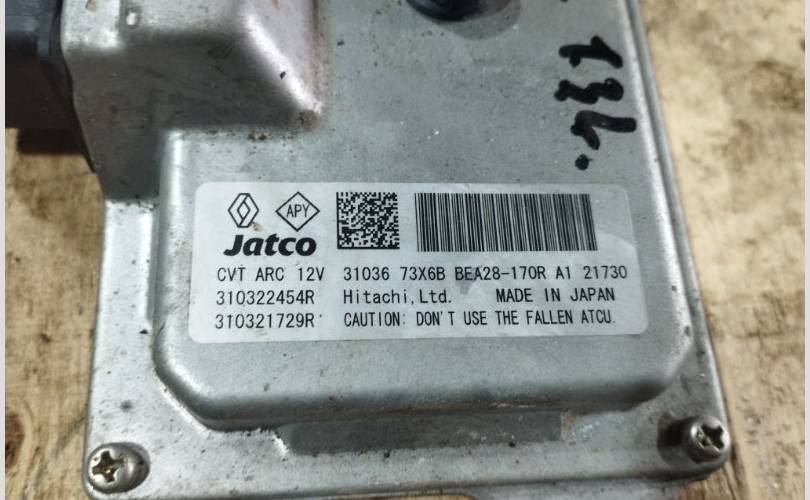 APY
Jatco
CVT ARC 12V 31036 73X6B BEA28-170R A1 21730
310322454R Hitachi,Ltd. MADE IN JAPAN
310321729R CAUTION: DON'T USE THE FALLEN ATCU.